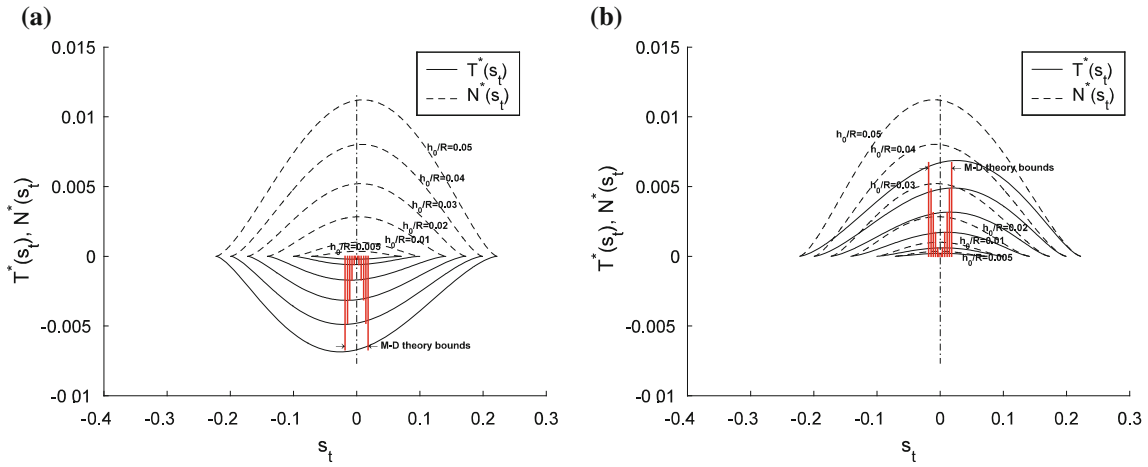 (a)
0.015
0.01
0.005
0
-0.005
-0.01
T*(s_t), N*(s_t)
T*(s_t)
N*(s_t)
h_0/R=0.05
h_0/R=0.04
h_0/R=0.03
h_0/R=0.02
h_0/R=0.01
h_0/R=0.005
M-D theory bounds
-0.4 -0.3 -0.2 -0.1 0 0.1 0.2 0.3
s_t
(b)
0.015
0.01
0.005
0
-0.005
-0.01
T*(s_t), N*(s_t)
T*(s_t)
N*(s_t)
h_0/R=0.05
h_0/R=0.04
M-D theory bounds
h_0/R=0.03
h_0/R=0.02
h_0/R=0.01
h_0/R=0.005
-0.4 -0.3 -0.2 -0.1 0 0.1 0.2 0.3
s_t